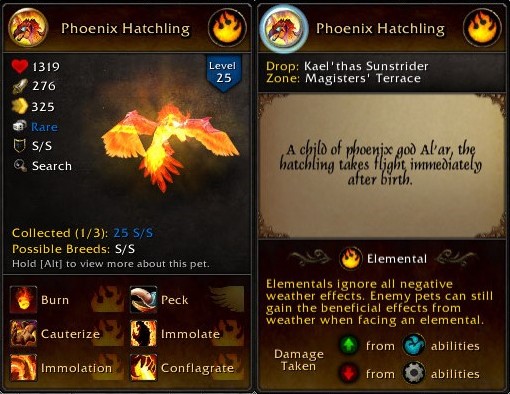 Phoenix Hatchling
1319
Level
25
276
325
Rare
S/S
Search
Collected (1/3): 25 S/S
Possible Breeds: S/S
Hold [Alt] to view more about this pet.
Burn
Peck
Cauterize
Immolate
Immolation
Conflagrate
Phoenix Hatchling
Drop: Kael'thas Sunstrider
Zone: Magisters' Terrace
A child of phoenix god Al'ar, the
hatchling takes flight immediately
after birth.
Elemental
Elementals ignore all negative
weather effects. Enemy pets can still
gain the beneficial effects from
weather when facing an elemental.
Damage
Taken
from abilities
from abilities